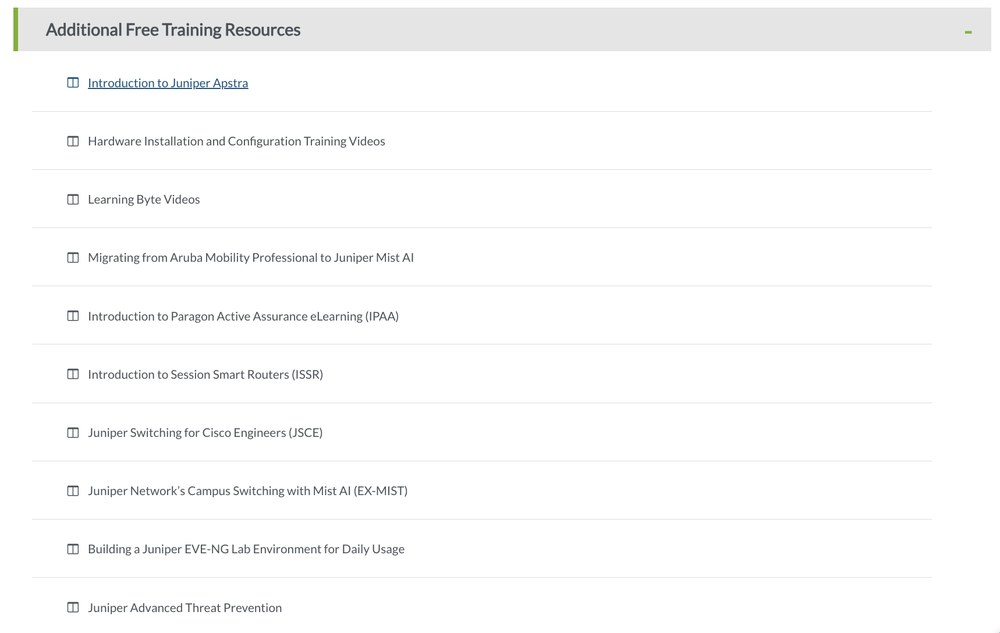 Additional Free Training Resources
-
Introduction to Juniper Apstra
Hardware Installation and Configuration Training Videos
Learning Byte Videos
Migrating from Aruba Mobility Professional to Juniper Mist AI
Introduction to Paragon Active Assurance eLearning (IPAA)
Introduction to Session Smart Routers (ISSR)
Juniper Switching for Cisco Engineers (JSCE)
Juniper Network’s Campus Switching with Mist AI (EX-MIST)
Building a Juniper EVE-NG Lab Environment for Daily Usage
Juniper Advanced Threat Prevention